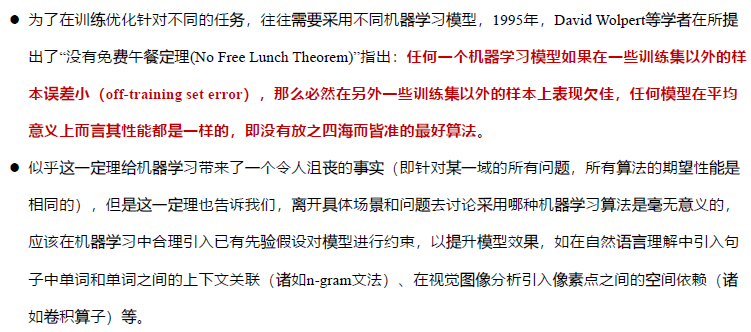 ● 为了在训练优化针对不同的任务，往往需要采用不同机器学习模型，1995年，David Wolpert等学者在所提
出了“没有免费午餐定理(No Free Lunch Theorem)”指出：任何一个机器学习模型如果在一些训练集以外的样
本误差小（off-training set error），那么必然在另外一些训练集以外的样本上表现欠佳，任何模型在平均
意义上而言其性能都是一样的，即没有放之四海而皆准的最好算法。
● 似乎这一定理给机器学习带来了一个令人沮丧的事实（即针对某一域的所有问题，所有算法的期望性能是
相同的），但是这一定理也告诉我们，离开具体场景和问题去讨论采用哪种机器学习算法是毫无意义的，
应该在机器学习中合理引入已有先验假设对模型进行约束，以提升模型效果，如在自然语言理解中引入句
子中单词和单词之间的上下文关联（诸如n-gram文法）、在视觉图像分析引入像素点之间的空间依赖（诸
如卷积算子）等。